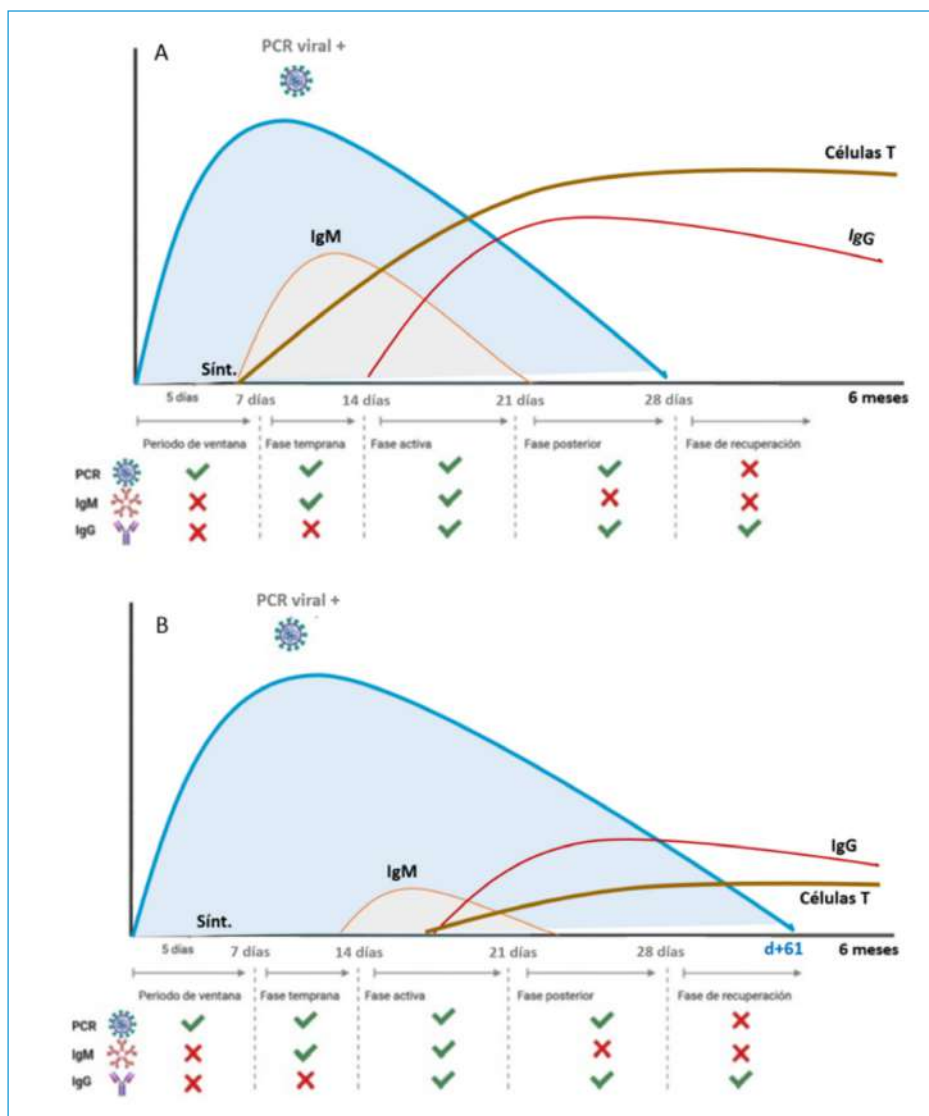 A
PCR viral +
Células T
IgM
IgG
Sínt.
5 días 7 días 14 días 21 días 28 días 6 meses
Periodo de ventana Fase temprana Fase activa Fase posterior Fase de recuperación
PCR
IgM
IgG
PCR viral +
B
IgG
IgM
Células T
Sínt.
5 días 7 días 14 días 21 días 28 días d+61 6 meses
Periodo de ventana Fase temprana Fase activa Fase posterior Fase de recuperación
PCR
IgM
IgG